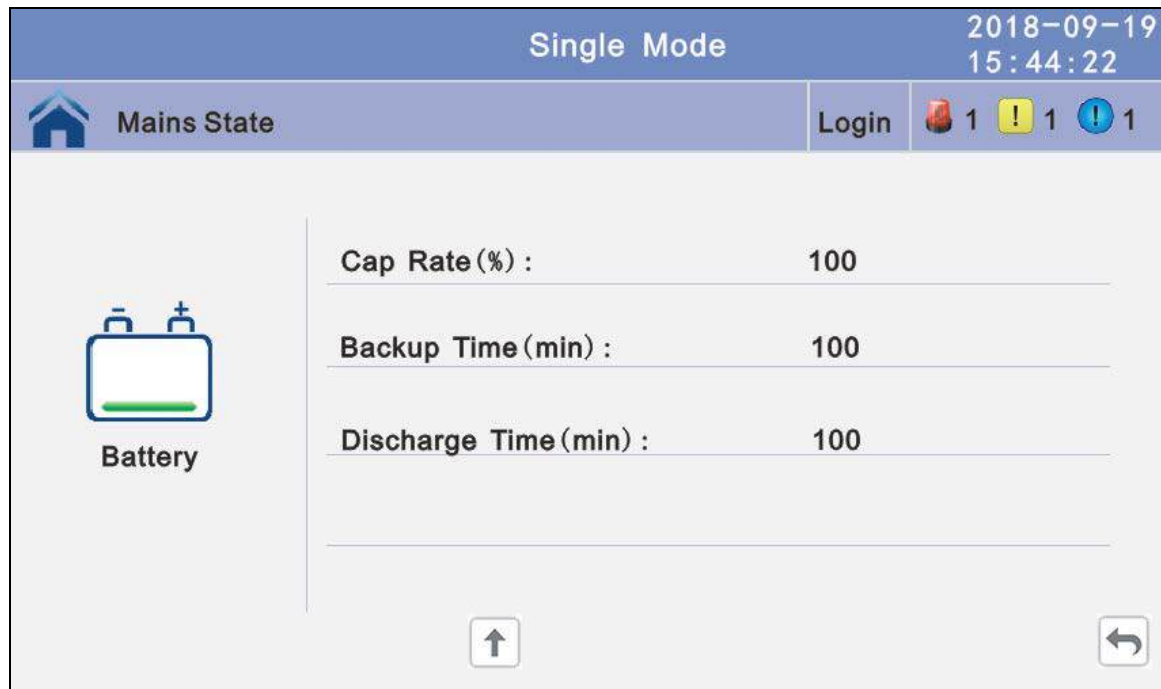 Single Mode
2018-09-19
15:44:22
Mains State
Login
1
! 1
! 1
Cap Rate(%): 100
Backup Time(min): 100
Discharge Time(min): 100
Battery